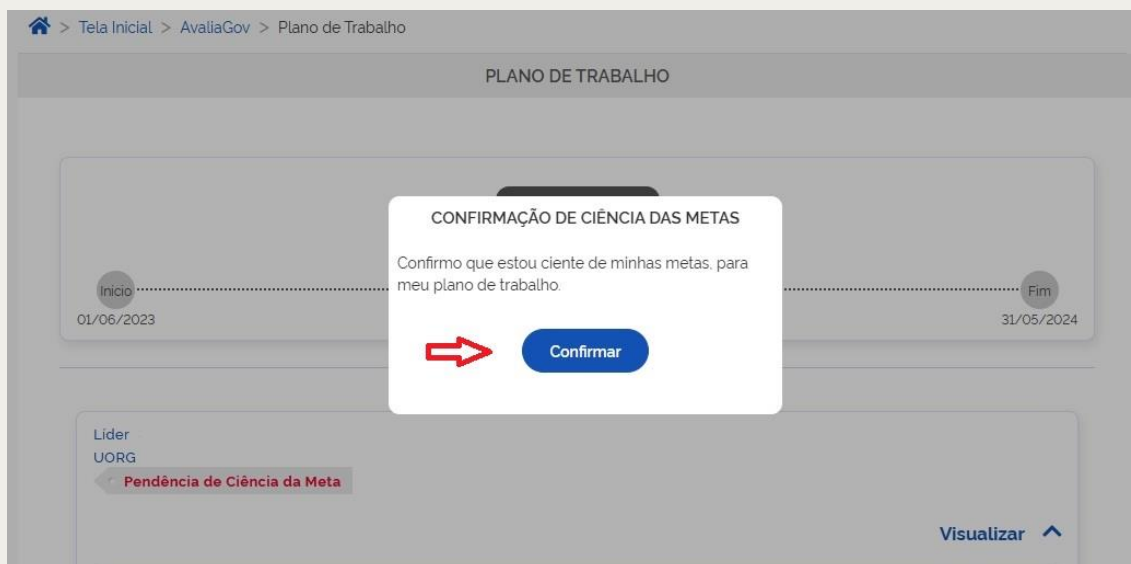 > Tela Inicial > AvaliaGov > Plano de Trabalho
PLANO DE TRABALHO
CONFIRMAÇÃO DE CIÊNCIA DAS METAS
Confirmo que estou ciente de minhas metas, para
meu plano de trabalho.
Início
Fim
01/06/2023
31/05/2024
Confirmar
Líder
UORG
Pendência de Ciência da Meta
Visualizar